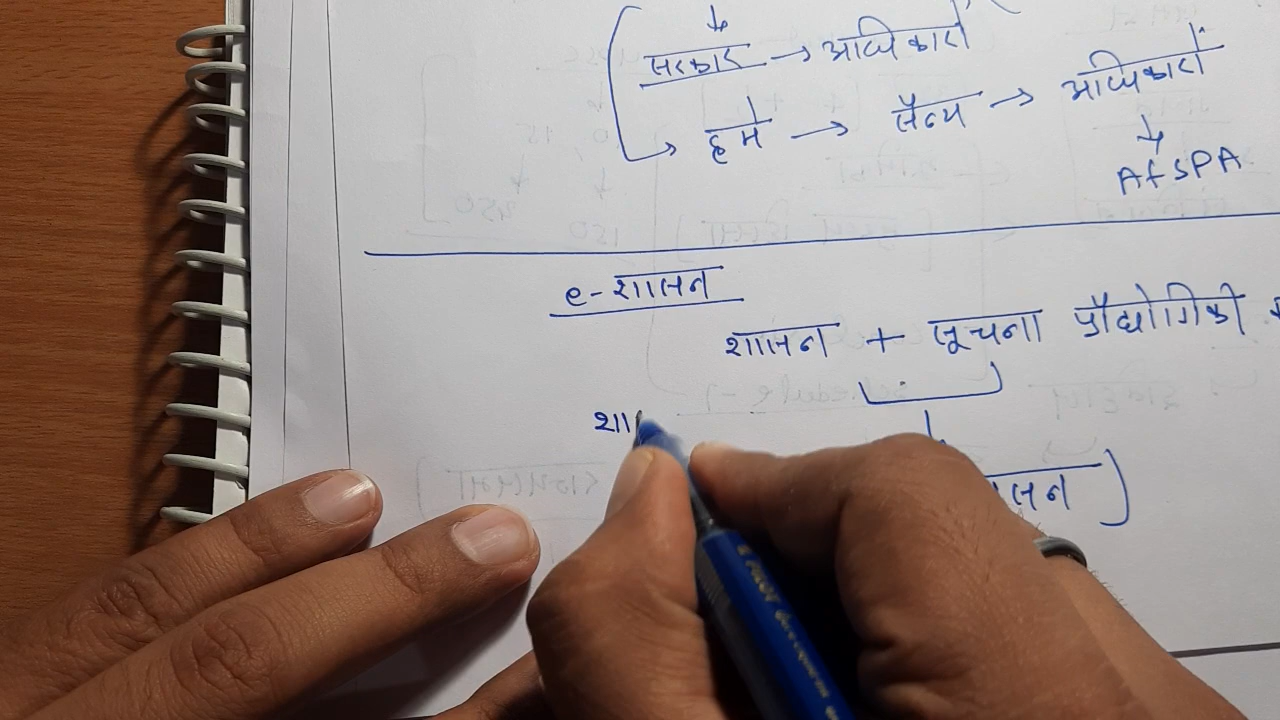 सरकार → अधिकारों
हमे → सैन्य → अधिकारों
AfSPA
e-शासन
शासन + सूचना प्रौद्योगिकी
शा